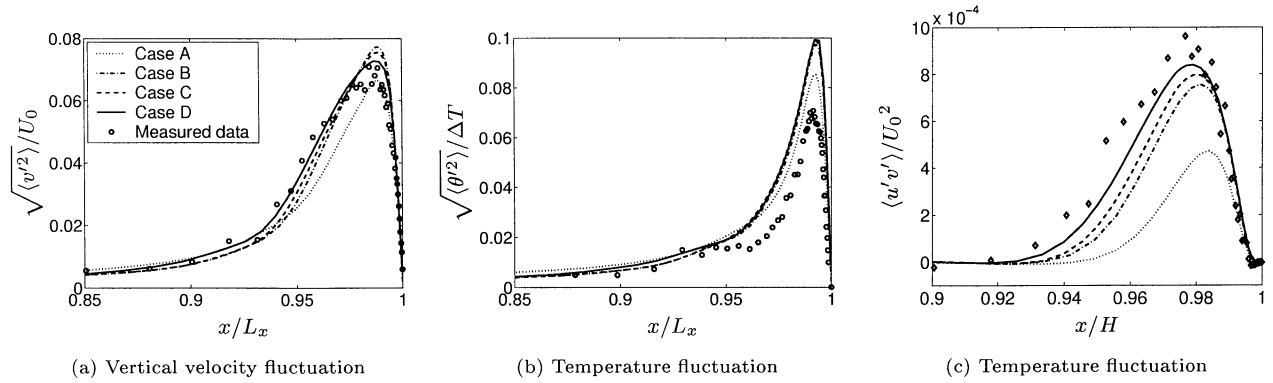 √⟨v′²⟩/U₀
0.08
0.06
0.04
0.02
0
0.85
0.9
0.95
1
x/Lₓ
Case A
Case B
Case C
Case D
Measured data
(a) Vertical velocity fluctuation
√⟨θ′²⟩/ΔT
0.1
0.08
0.06
0.04
0.02
0
0.85
0.9
0.95
1
x/Lₓ
(b) Temperature fluctuation
⟨u′v′⟩/U₀²
10 x 10⁻⁴
8
6
4
2
0
0.9
0.92
0.94
0.96
0.98
1
x/H
(c) Temperature fluctuation